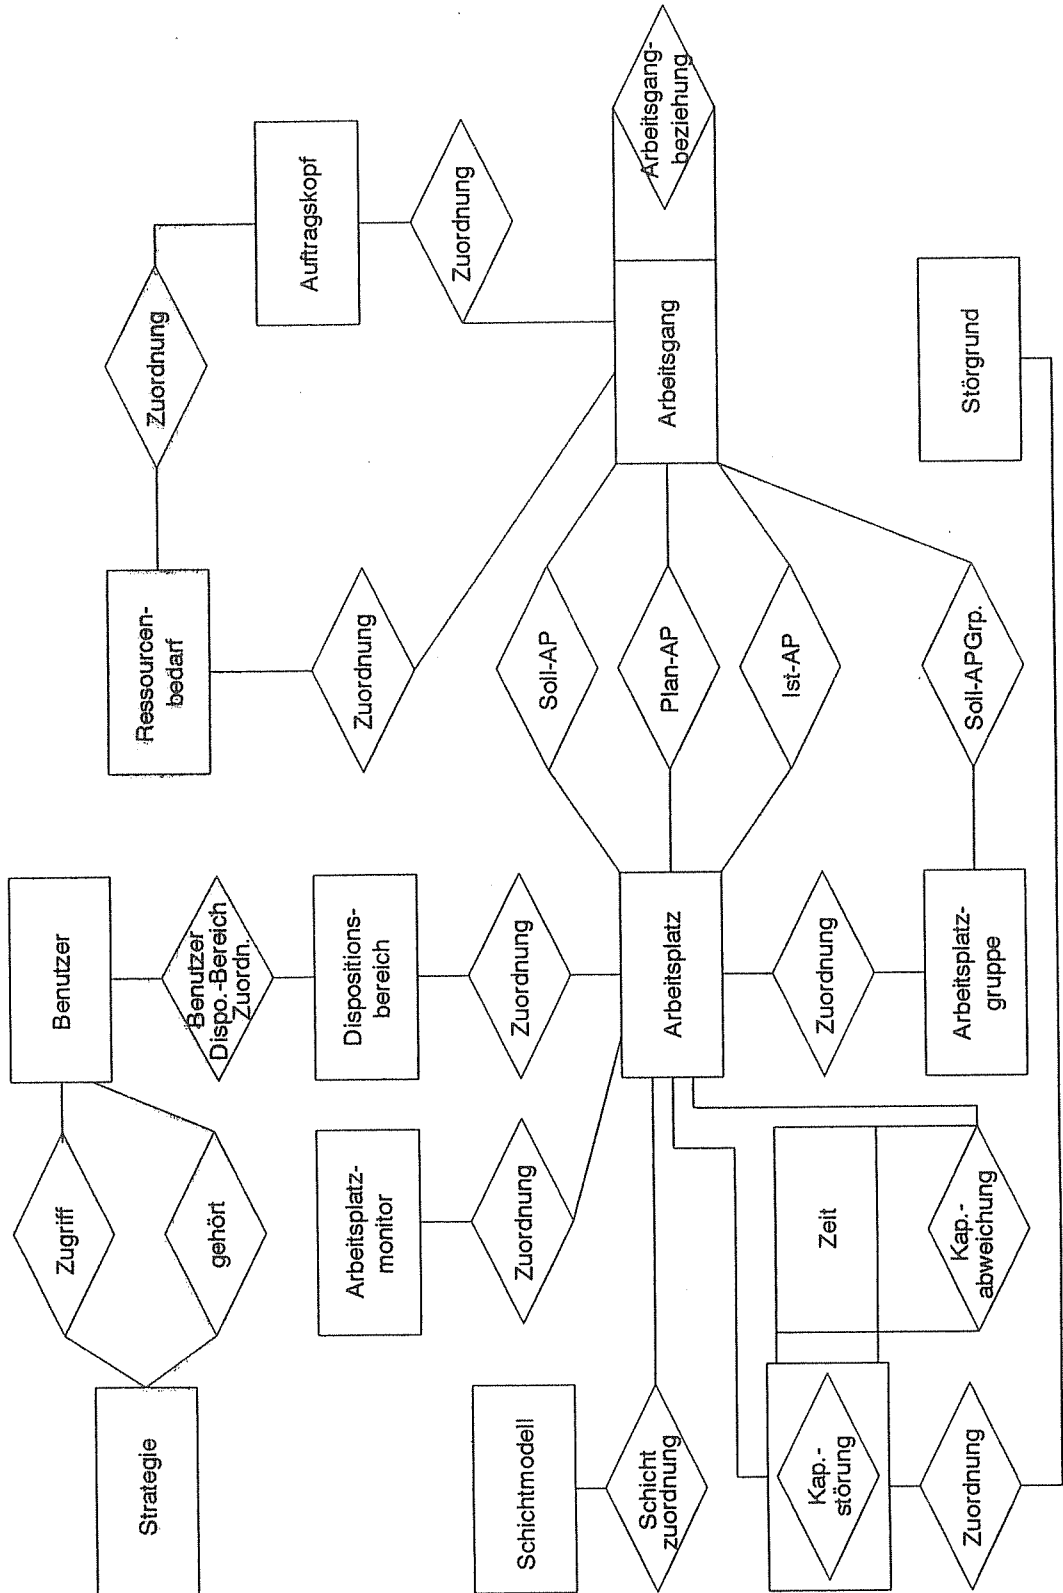 Zugriff
Benutzer
Strategie
gehört
Benutzer
Dispo.-Bereich
Zuordn.
Ressourcen-
bedarf
Zuordnung
Auftragskopf
Arbeitsplatz-
monitor
Dispositions-
bereich
Zuordnung
Zuordnung
Schichtmodell
Zuordnung
Zuordnung
Soll-AP
Schicht
zuordnung
Arbeitsplatz
Plan-AP
Arbeitsgang
Arbeitsgang-
beziehung
Kap.-
störung
Zeit
Zuordnung
Ist-AP
Zuordnung
Kap.-
abweichung
Arbeitsplatz-
gruppe
Soll-APGrp.
Störgrund